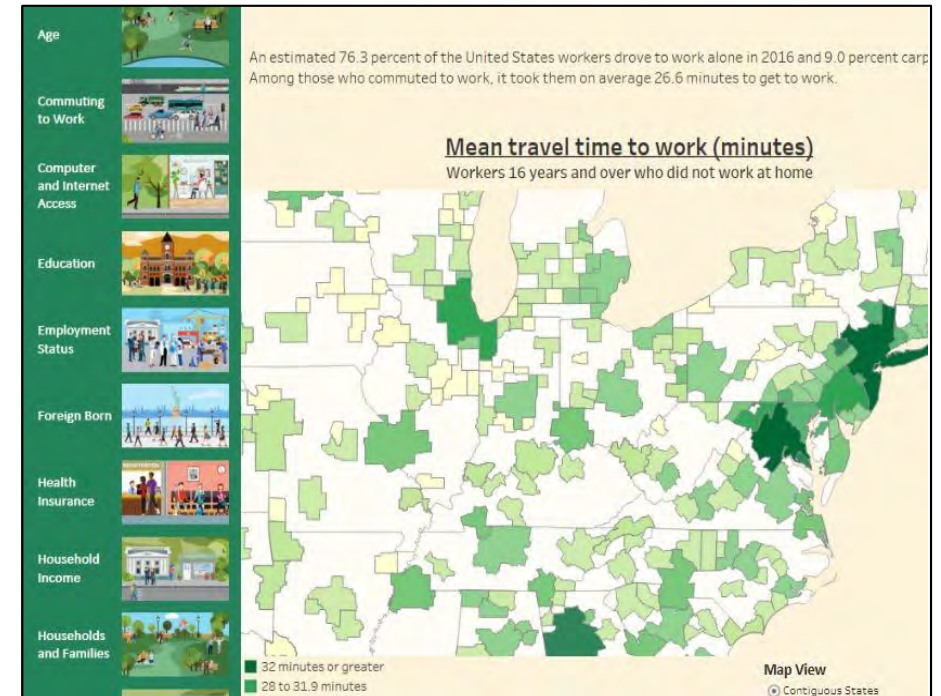 Age
Commuting
to Work
Computer
and Internet
Access
Education
Employment
Status
Foreign Born
Health
Insurance
Household
Income
Households
and Families
An estimated 76.3 percent of the United States workers drove to work alone in 2016 and 9.0 percent carp
Among those who commuted to work, it took them on average 26.6 minutes to get to work.
Mean travel time to work (minutes)
Workers 16 years and over who did not work at home
32 minutes or greater
28 to 31.9 minutes
Map View
Contiguous States